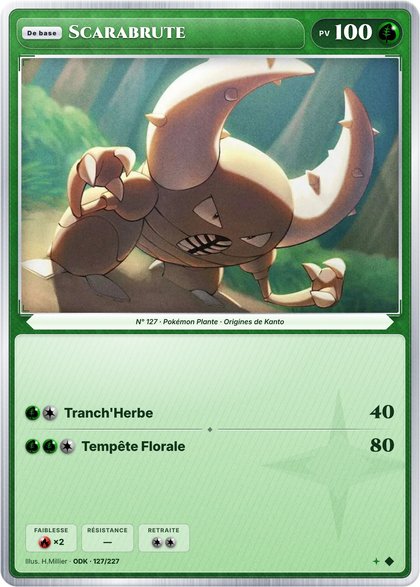 De base SCARABRUTE PV 100
N° 127 · Pokémon Plante · Origines de Kanto
Tranch'Herbe 40
Tempête Florale 80
FAIBLESSE RÉSISTANCE RETRAITE
×2 —
Illus. H.Millier · ODK · 127/227